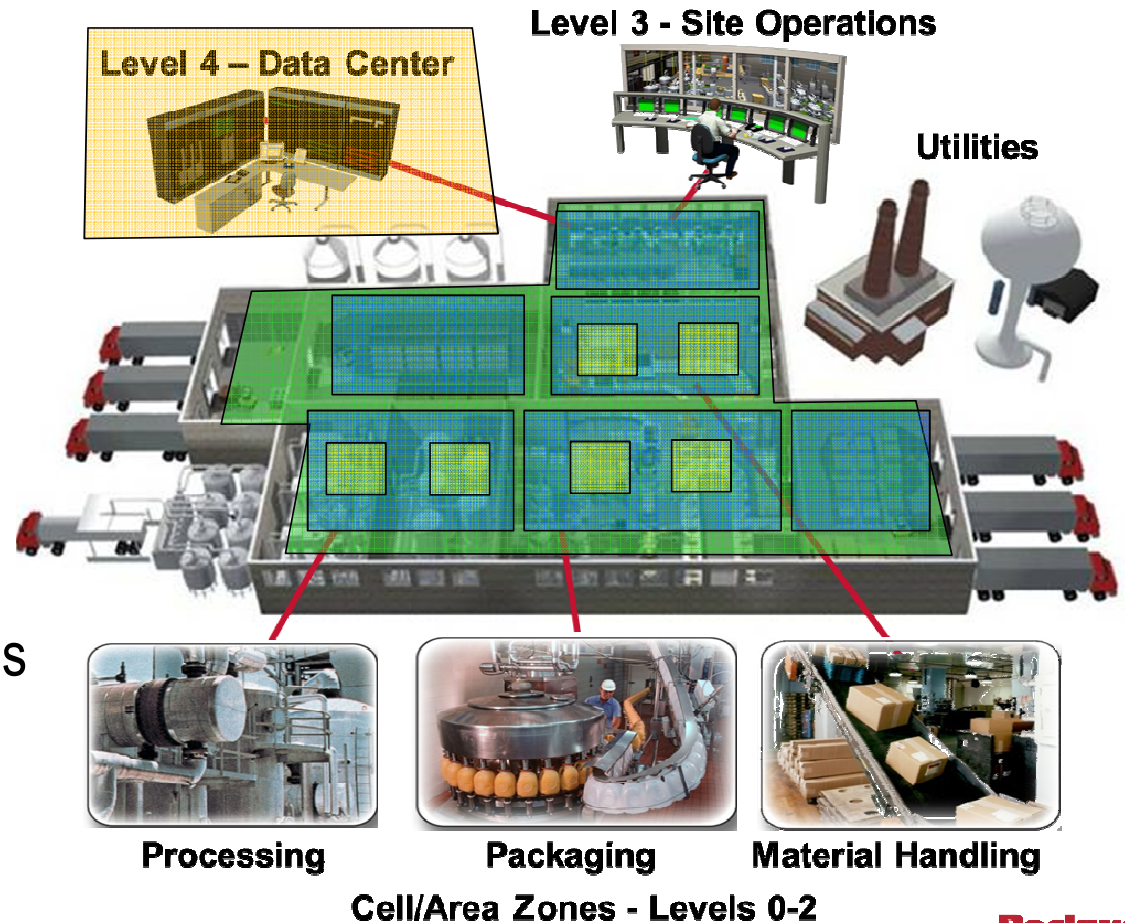 Level 3 - Site Operations
Level 4 – Data Center
Utilities
s
Processing
Packaging
Material Handling
Cell/Area Zones - Levels 0-2